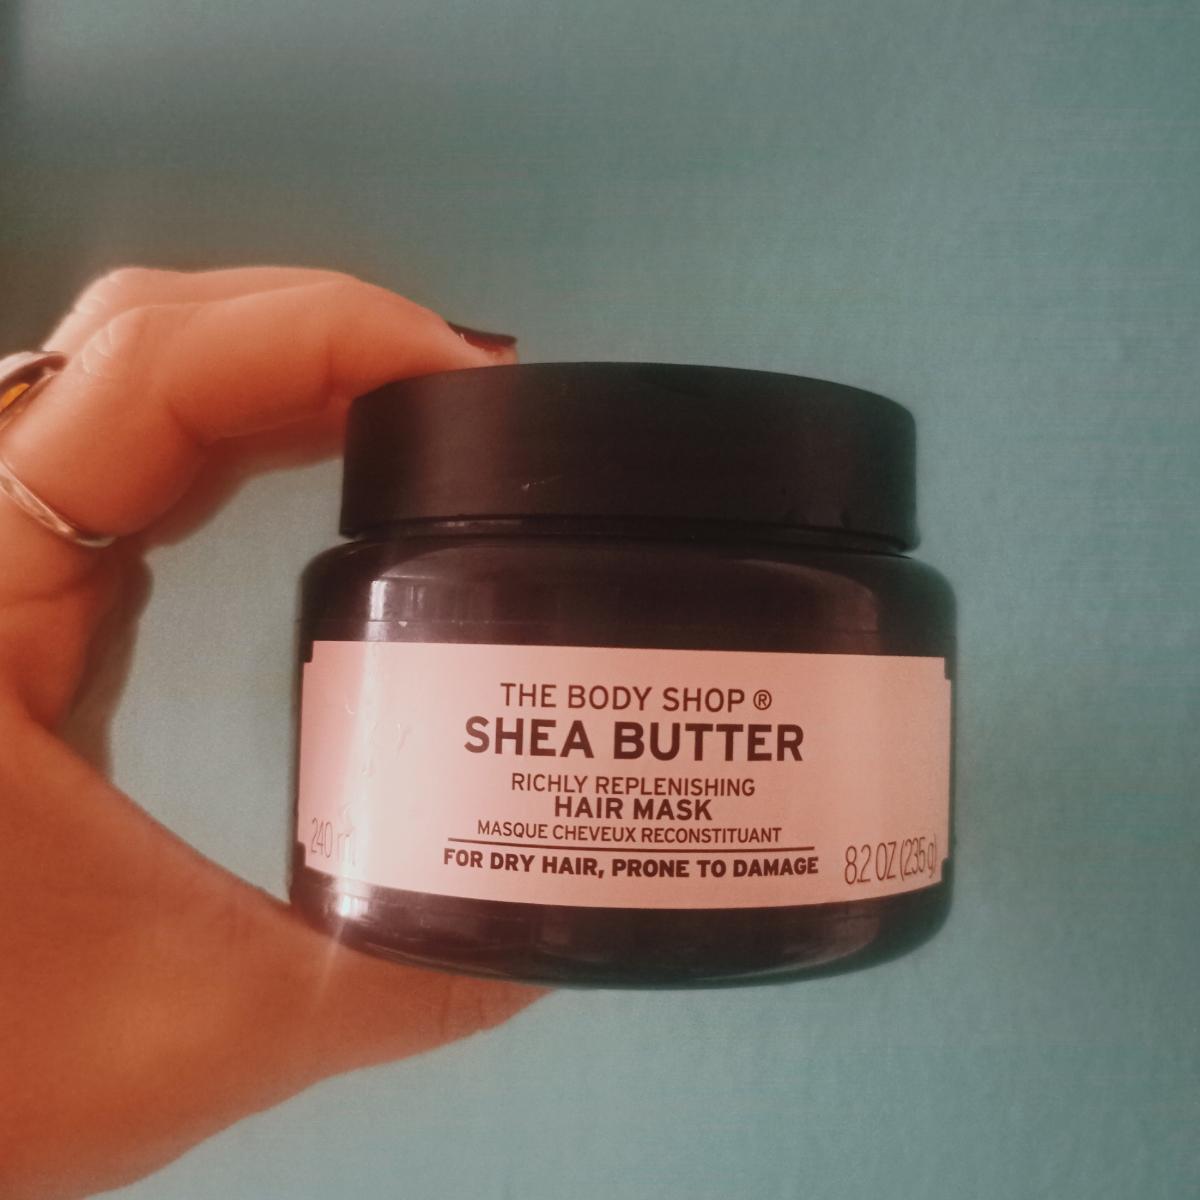 THE BODY SHOP ®
SHEA BUTTER
RICHLY REPLENISHING
HAIR MASK
MASQUE CHEVEUX RECONSTITUANT
FOR DRY HAIR, PRONE TO DAMAGE
240 ml
8.2 OZ (235 g)